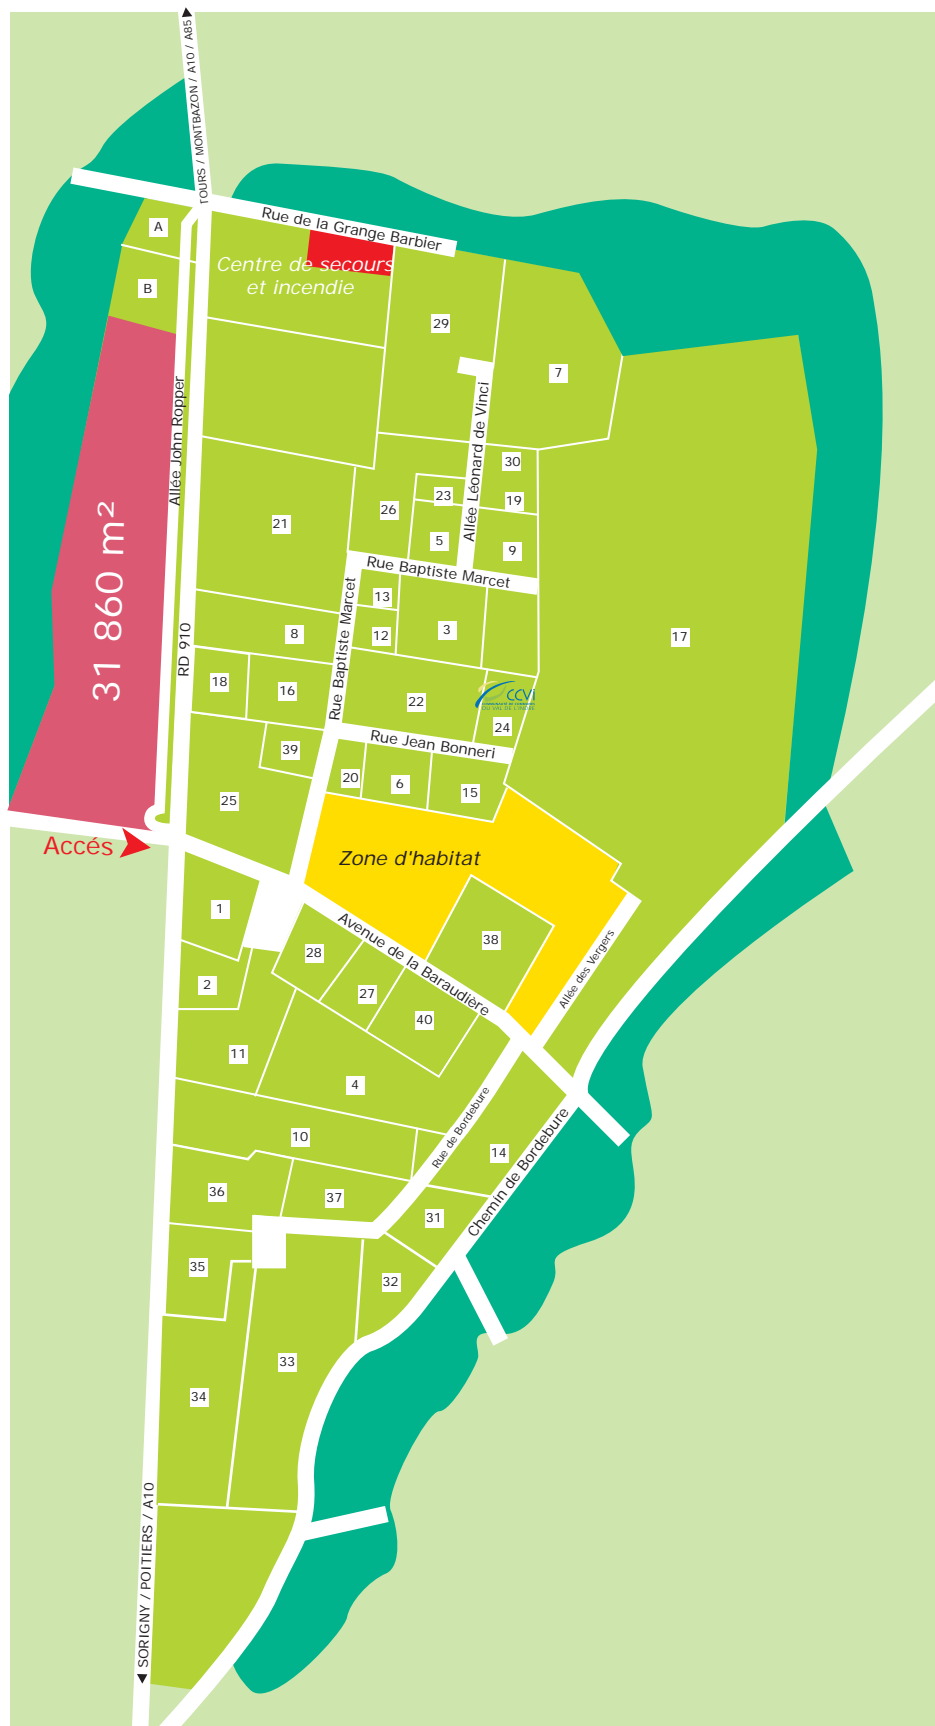 TOURS / MONTBAZON / A10 / A85
Rue de la Grange Barbier
A
Centre de secours
et incendie
B
29
7
Allée John Ropper
Allée Léonard de Vinci
30
23
19
26
21
5
9
31 860 m²
Rue Baptiste Marcet
13
3
12
8
17
RD 910
Rue Baptiste Marcet
18
16
22
CCVI
24
Rue Jean Bonneri
39
20
6
15
25
Accés
Zone d'habitat
1
Avenue de la Baraudière
38
28
Allée des Vergers
2
27
40
11
4
10
Rue de Bordebure
14
Chemin de Bordebure
36
37
31
35
32
33
34
SORIGNY / POITIERS / A10